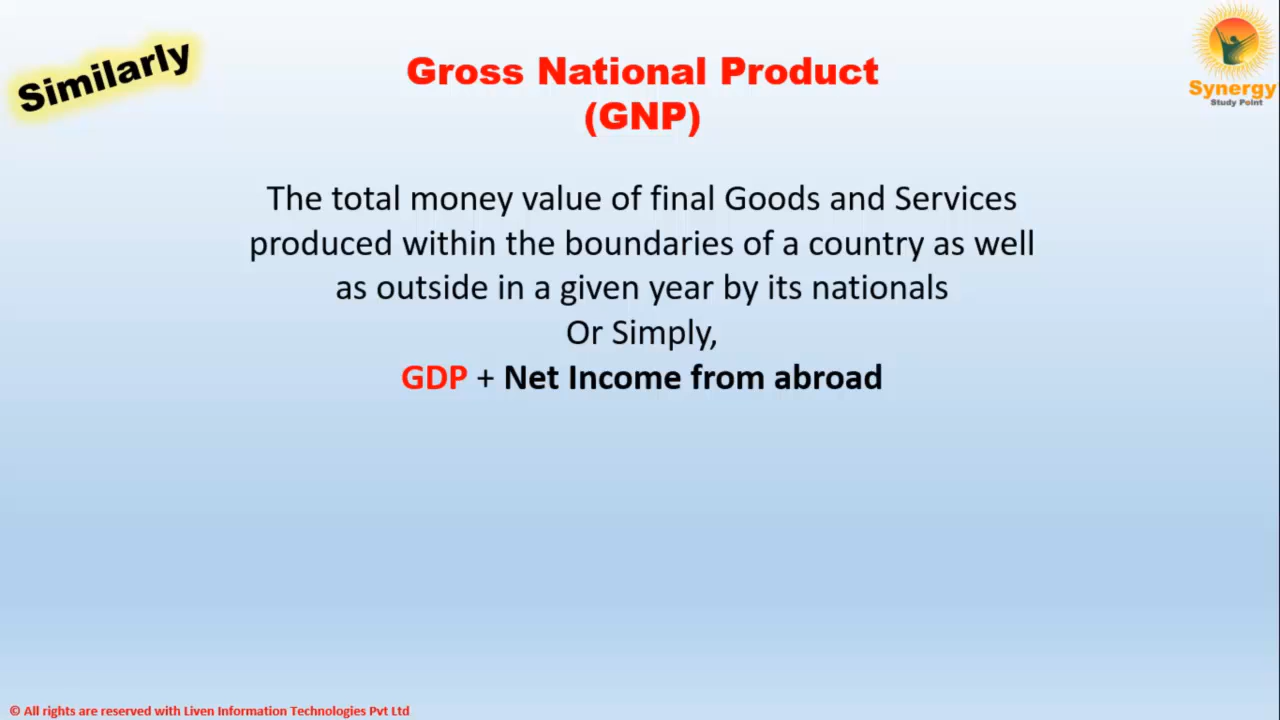 Similarly
Gross National Product
(GNP)
Synergy
Study Point
The total money value of final Goods and Services
produced within the boundaries of a country as well
as outside in a given year by its nationals
Or Simply,
GDP + Net Income from abroad
© All rights are reserved with Liven Information Technologies Pvt Ltd